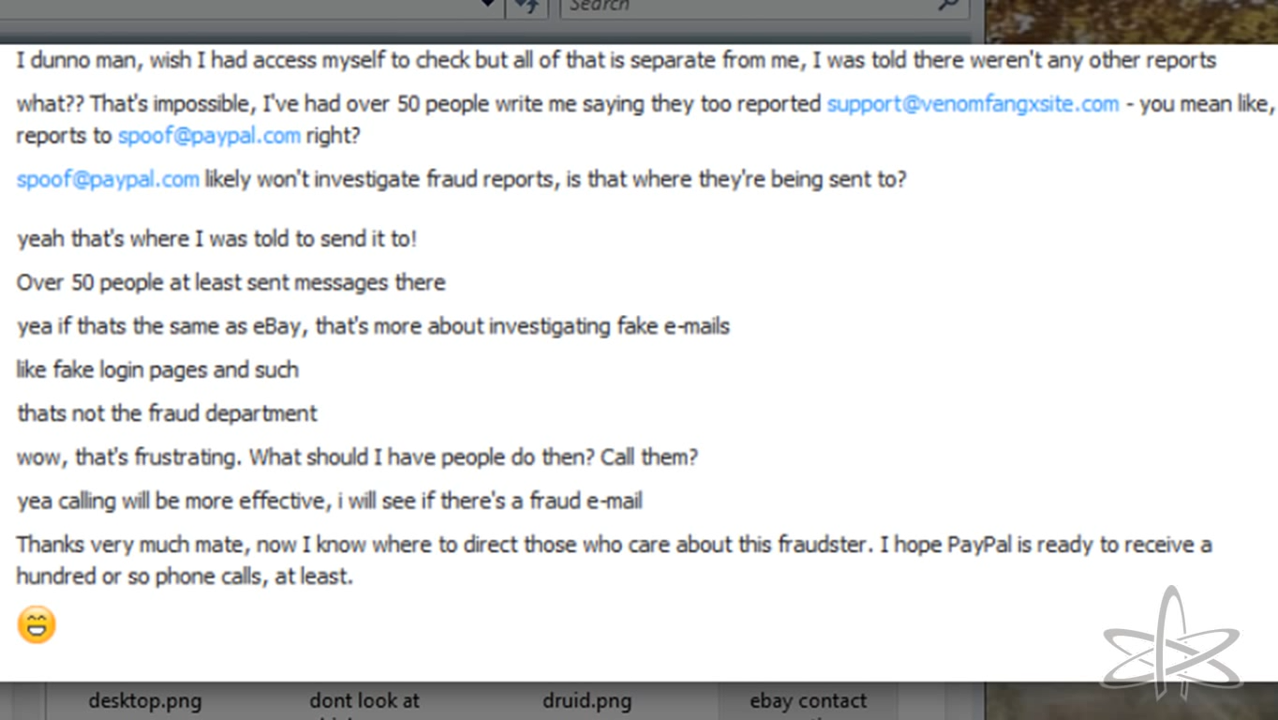 Search
I dunno man, wish I had access myself to check but all of that is separate from me, I was told there weren't any other reports
what?? That's impossible, I've had over 50 people write me saying they too reported support@venomfangxsite.com - you mean like,
reports to spoof@paypal.com right?
spoof@paypal.com likely won't investigate fraud reports, is that where they're being sent to?
yeah that's where I was told to send it to!
Over 50 people at least sent messages there
yea if thats the same as eBay, that's more about investigating fake e-mails
like fake login pages and such
thats not the fraud department
wow, that's frustrating. What should I have people do then? Call them?
yea calling will be more effective, i will see if there's a fraud e-mail
Thanks very much mate, now I know where to direct those who care about this fraudster. I hope PayPal is ready to receive a
hundred or so phone calls, at least.
desktop.png dont look at druid.png ebay contact